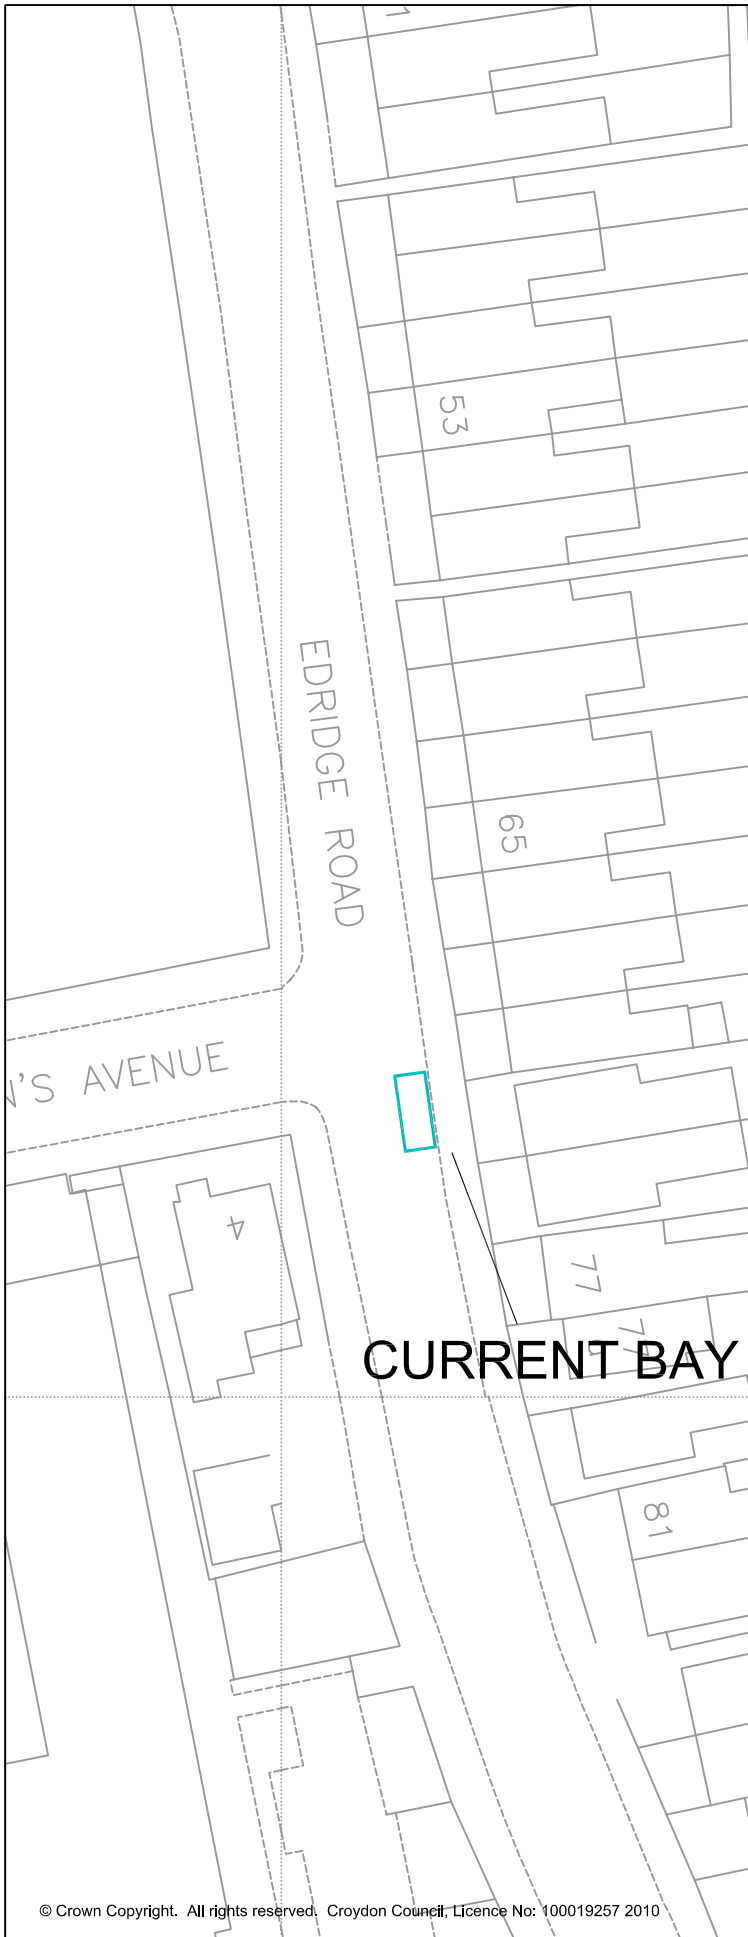 53
EDRIDGE ROAD
65
N'S AVENUE
4
77
CURRENT BAY
81
© Crown Copyright.  All rights reserved.  Croydon Council, Licence No: 100019257 2010